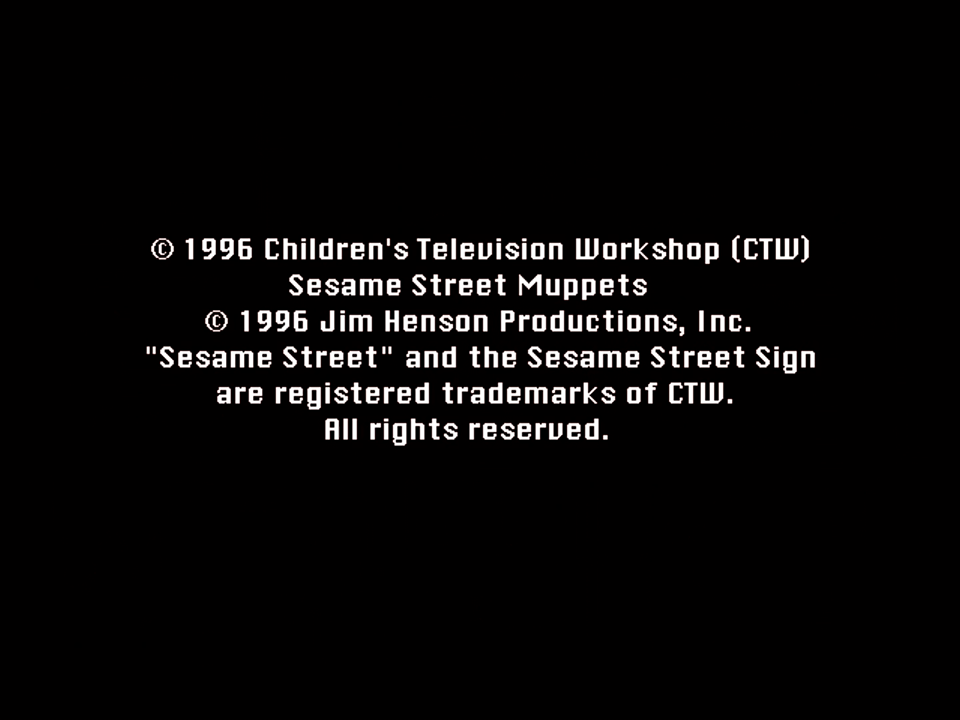 © 1996 Children's Television Workshop (CTW)
Sesame Street Muppets
© 1996 Jim Henson Productions, Inc.
"Sesame Street" and the Sesame Street Sign
are registered trademarks of CTW.
All rights reserved.